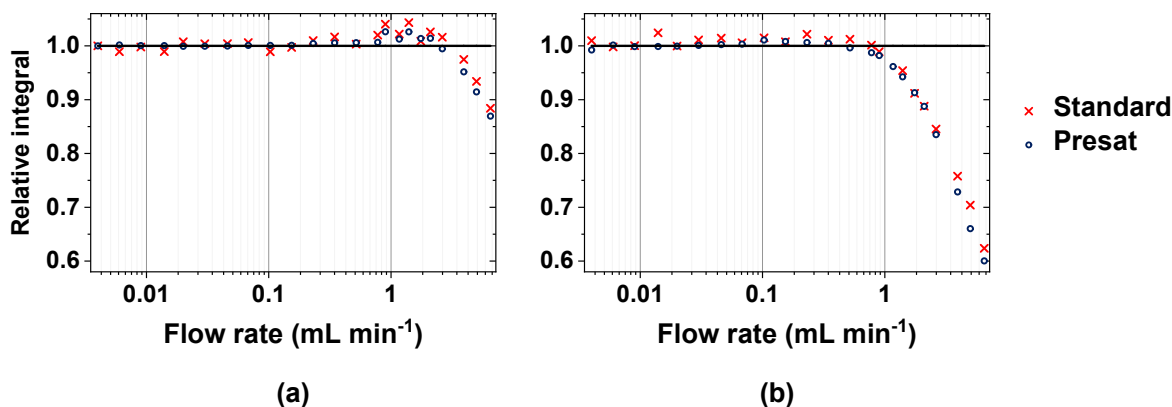 Relative integral
1.0
0.9
0.8
0.7
0.6
0.01 0.1 1
Flow rate (mL min⁻¹)
(a)
1.0
0.9
0.8
0.7
0.6
0.01 0.1 1
Flow rate (mL min⁻¹)
(b)
Standard
Presat